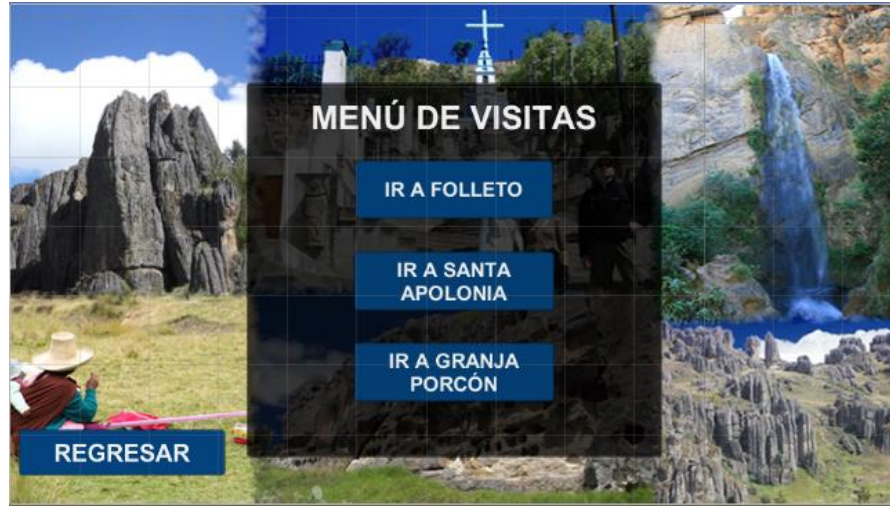 MENÚ DE VISITAS
IR A FOLLETO
IR A SANTA
APOLONIA
IR A GRANJA
PORCÓN
REGRESAR